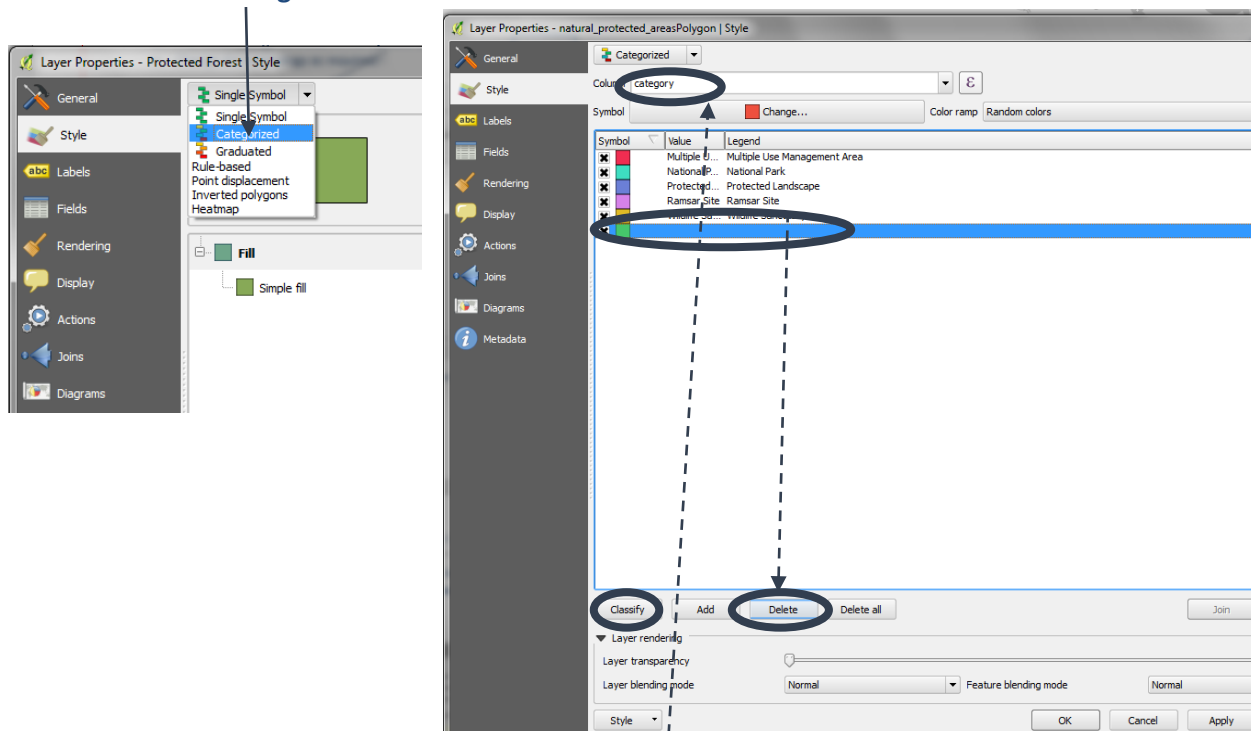 Layer Properties - Protected Forest Style
General
Style
Labels
Fields
Rendering
Display
Actions
Joins
Diagrams
Single Symbol
Single Symbol
Categorized
Graduated
Rule-based
Point displacement
Inverted polygons
Heatmap
Fill
Simple fill
Layer Properties - natural_protected_areasPolygon | Style
General
Style
Labels
Fields
Rendering
Display
Actions
Joins
Diagrams
Metadata
Categorized
Column category ε
Symbol Change... Color ramp Random colors
Symbol Value Legend
Multiple U... Multiple Use Management Area
National P... National Park
Protected... Protected Landscape
Ramsar Site Ramsar Site
Classify Add Delete Delete all Join
Layer rendering
Layer transparency
Layer blending mode Normal Feature blending mode Normal
Style OK Cancel Apply